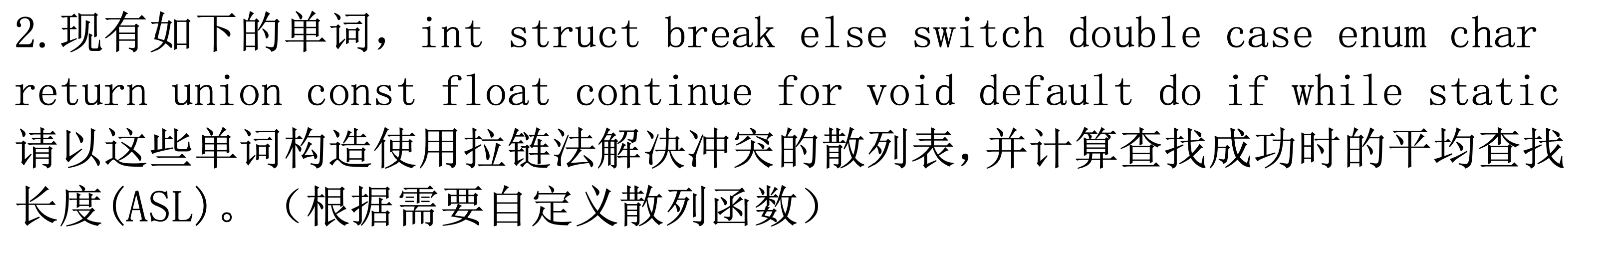 2.现有如下的单词，int struct break else switch double case enum char
return union const float continue for void default do if while static
请以这些单词构造使用拉链法解决冲突的散列表，并计算查找成功时的平均查找
长度(ASL)。（根据需要自定义散列函数）